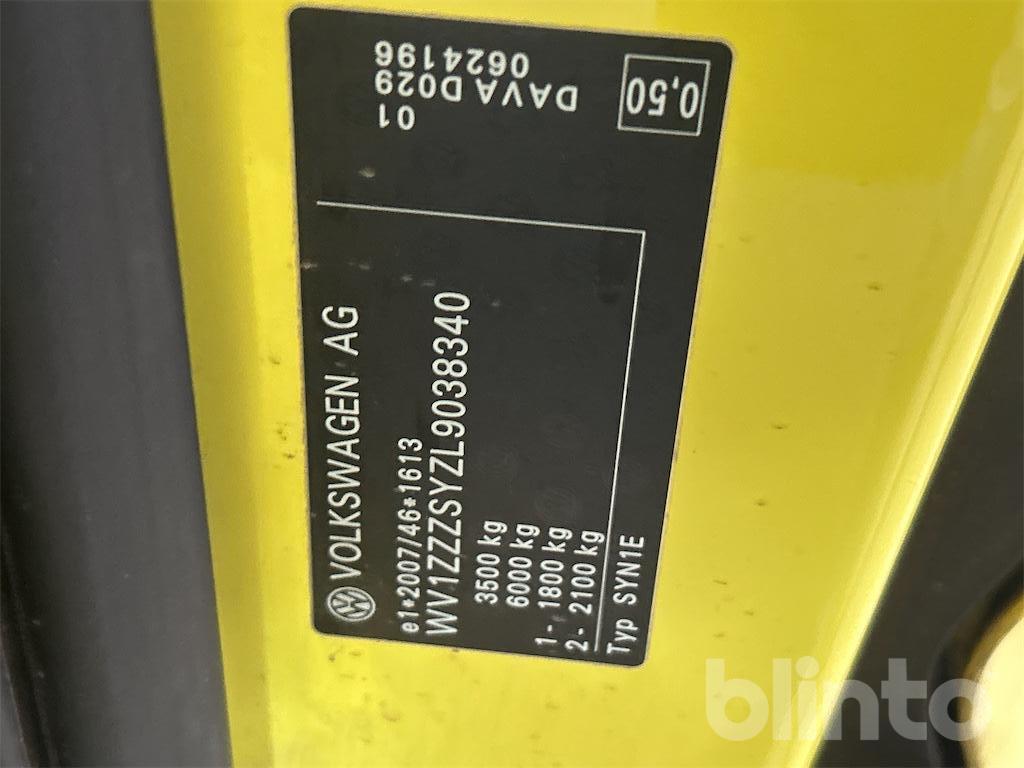 VOLKSWAGEN AG
e1*2007/46*1613
WV1ZZZSYZL9038340
3500 kg
6000 kg
1- 1800 kg
2- 2100 kg
Typ SYN1E
01
DAVA D029
0624196
0,50
blinto